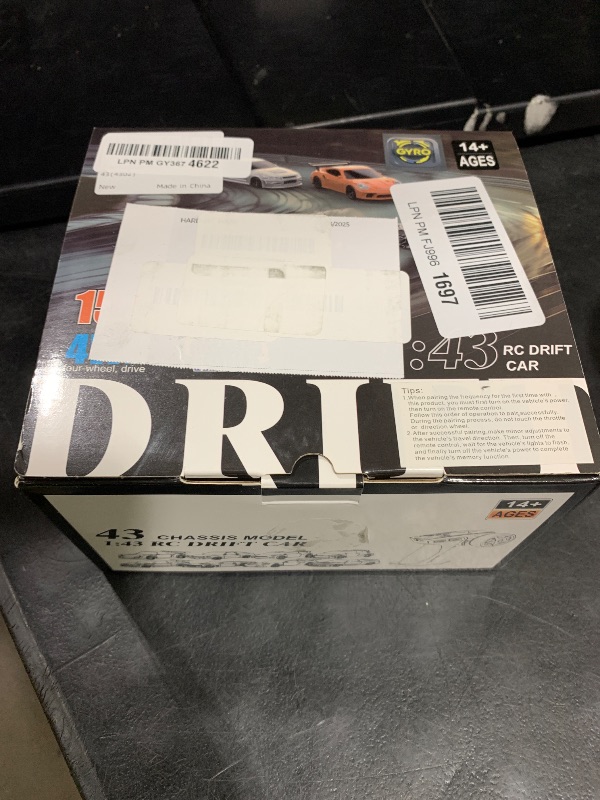 LPN PM GY367 4622
New
Made in China
GYRO
14+
AGES
2025
LPN PM FJ996 1697
:43 RC DRIFT
CAR
four-wheel, drive
DRI
Tips:
1.When pairing the frequency for the first time with
this product, you must first turn on the vehicle's power,
then turn on the remote control.
Follow this order of operation to pair successfully.
During the pairing process, do not touch the throttle
or direction wheel.
2.After successful pairing, make minor adjustments to
the vehicle's travel direction. Then, turn off the
remote control, wait for the vehicle's lights to flash,
and finally turn off the vehicle's power to complete
the vehicle's memory function.
14+
AGES
43 CHASSIS MODEL
1:43 RC DRIFT CAR